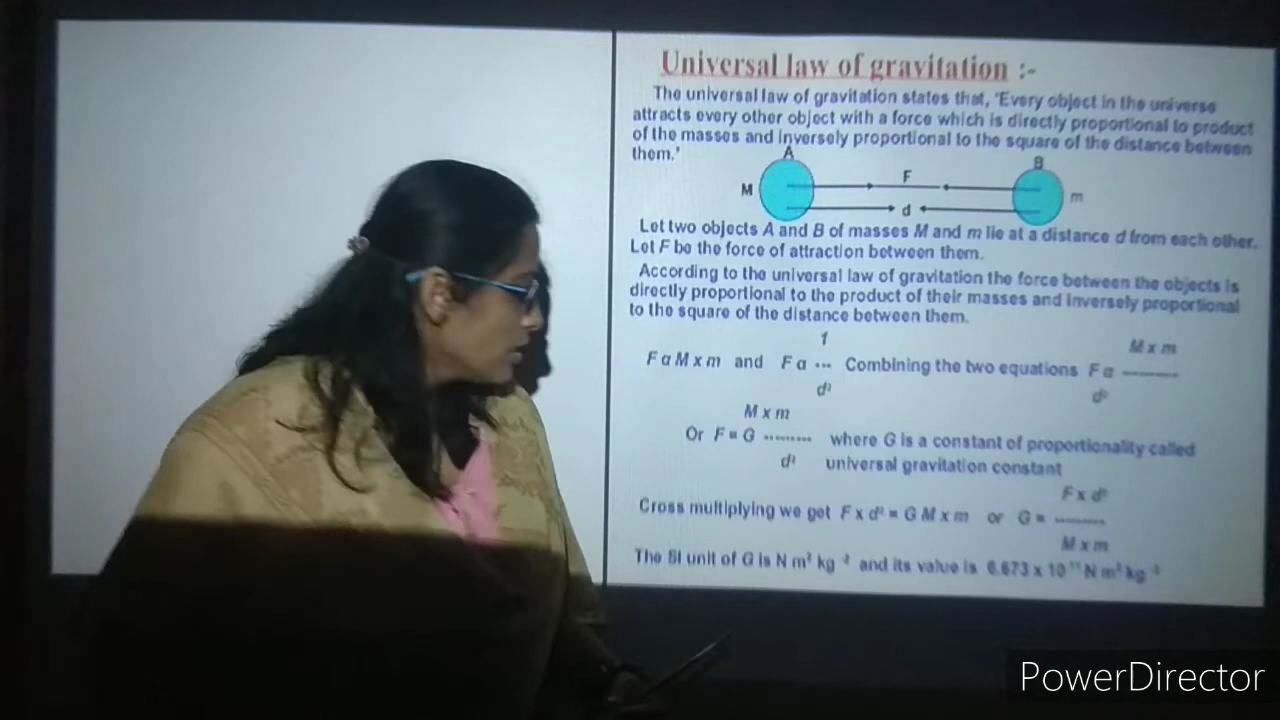 Universal law of gravitation :-
The universal law of gravitation states that, 'Every object in the universe
attracts every other object with a force which is directly proportional to product
of the masses and inversely proportional to the square of the distance between
them.'
A
B
M
F
m
d
Let two objects A and B of masses M and m lie at a distance d from each other.
Let F be the force of attraction between them.
According to the universal law of gravitation the force between the objects is
directly proportional to the product of their masses and inversely proportional
to the square of the distance between them.
1
M x m
F α M x m and F α --- Combining the two equations F α ----------
d²
d²
M x m
Or F = G --------- where G is a constant of proportionality called
d² universal gravitation constant
F x d²
Cross multiplying we get F x d² = G M x m or G = ---------
M x m
The SI unit of G is N m² kg⁻² and its value is 6.673 x 10⁻¹¹ N m² kg⁻²
PowerDirector